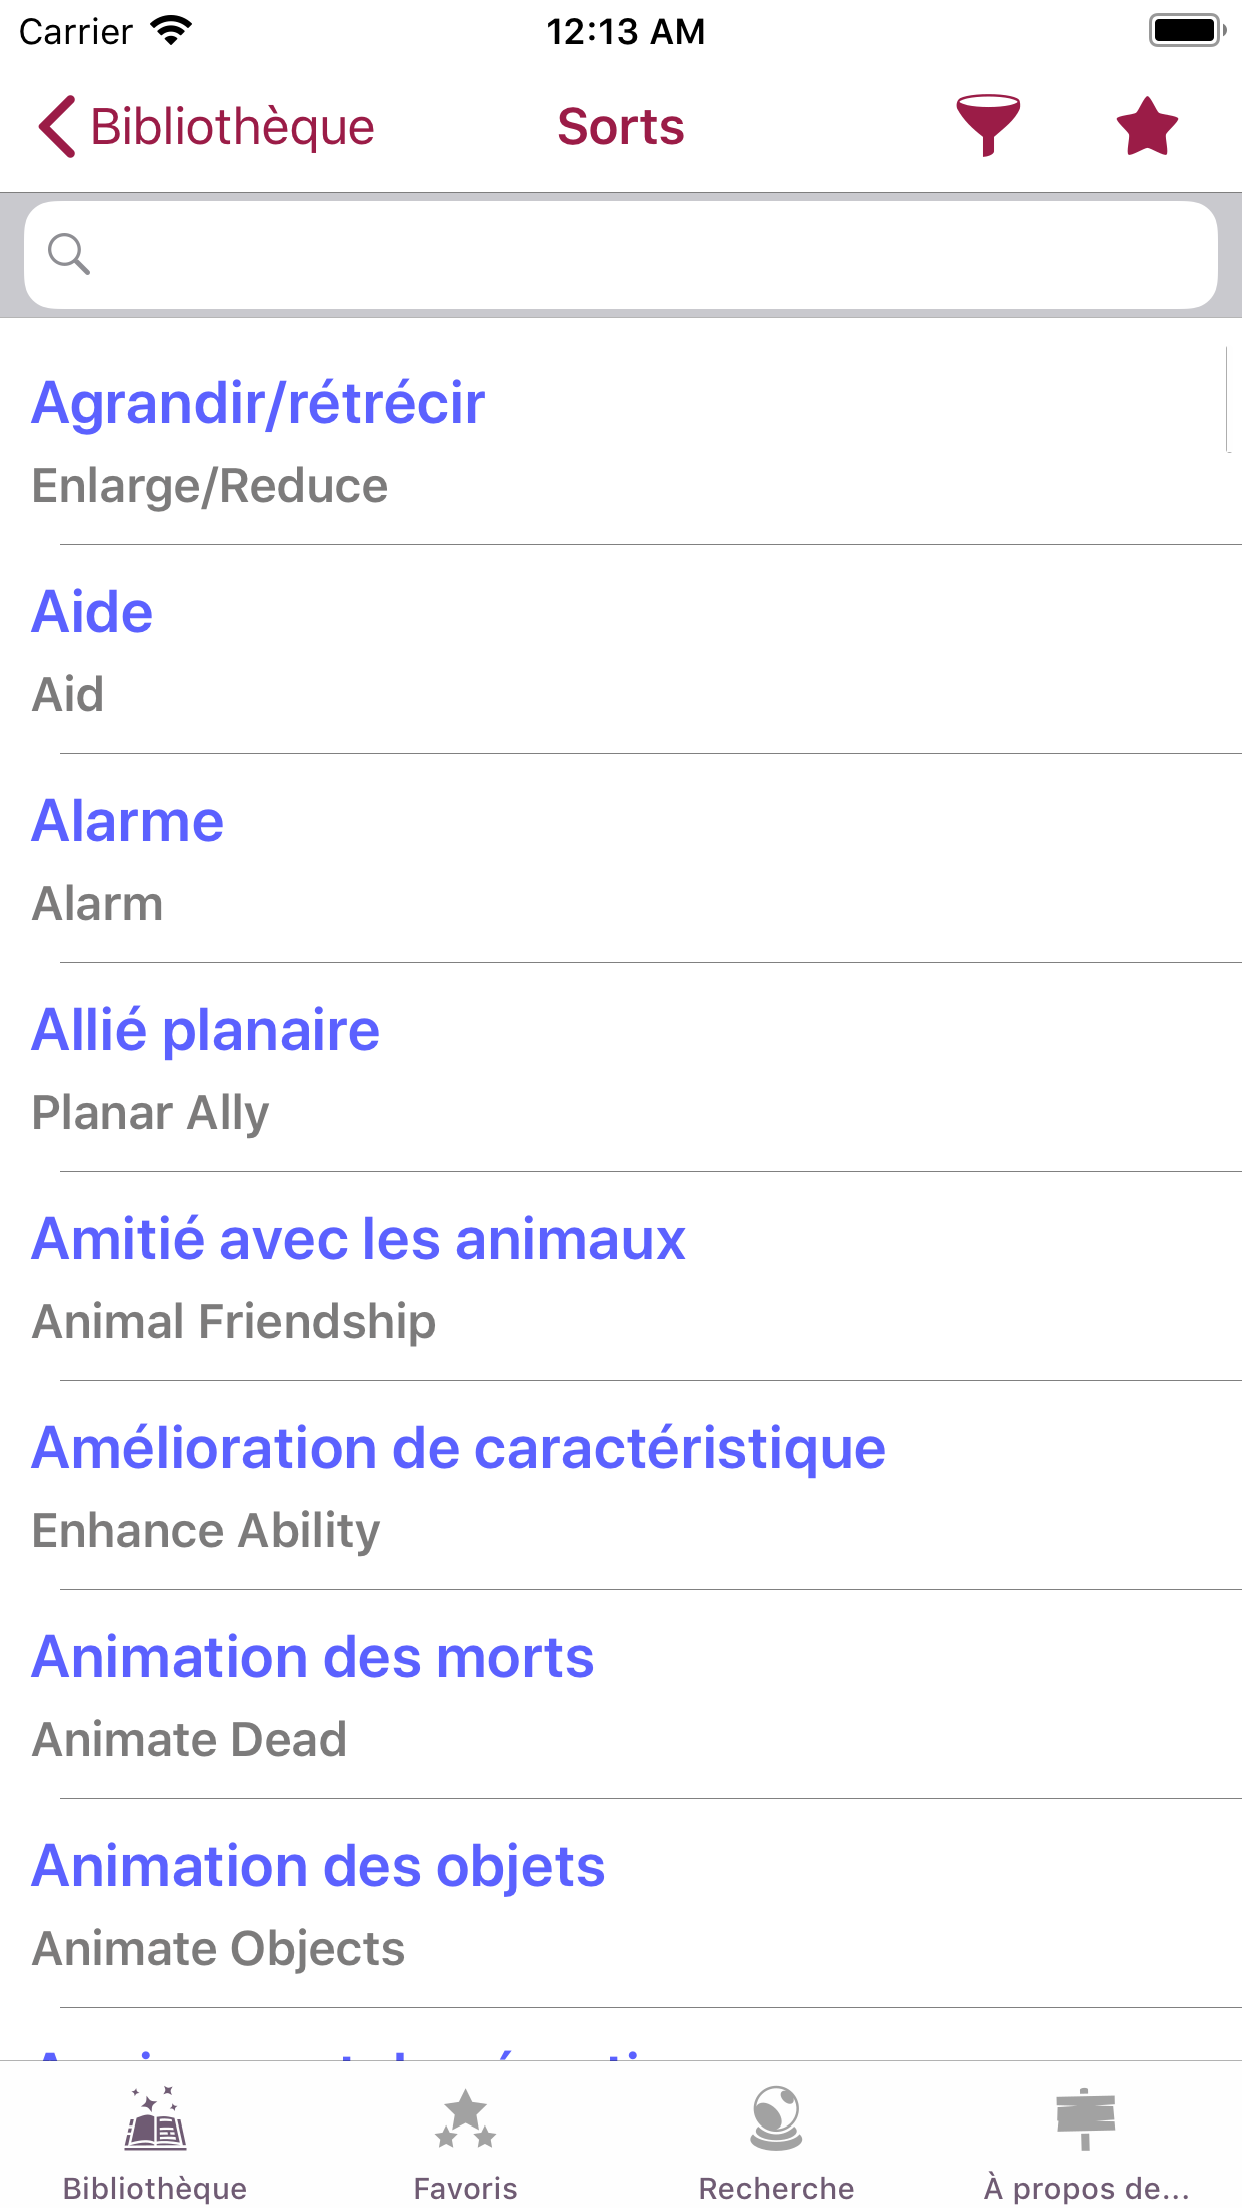 Carrier 12:13 AM
Bibliothèque Sorts
Agrandir/rétrécir
Enlarge/Reduce
Aide
Aid
Alarme
Alarm
Allié planaire
Planar Ally
Amitié avec les animaux
Animal Friendship
Amélioration de caractéristique
Enhance Ability
Animation des morts
Animate Dead
Animation des objets
Animate Objects
Bibliothèque Favoris Recherche À propos de...